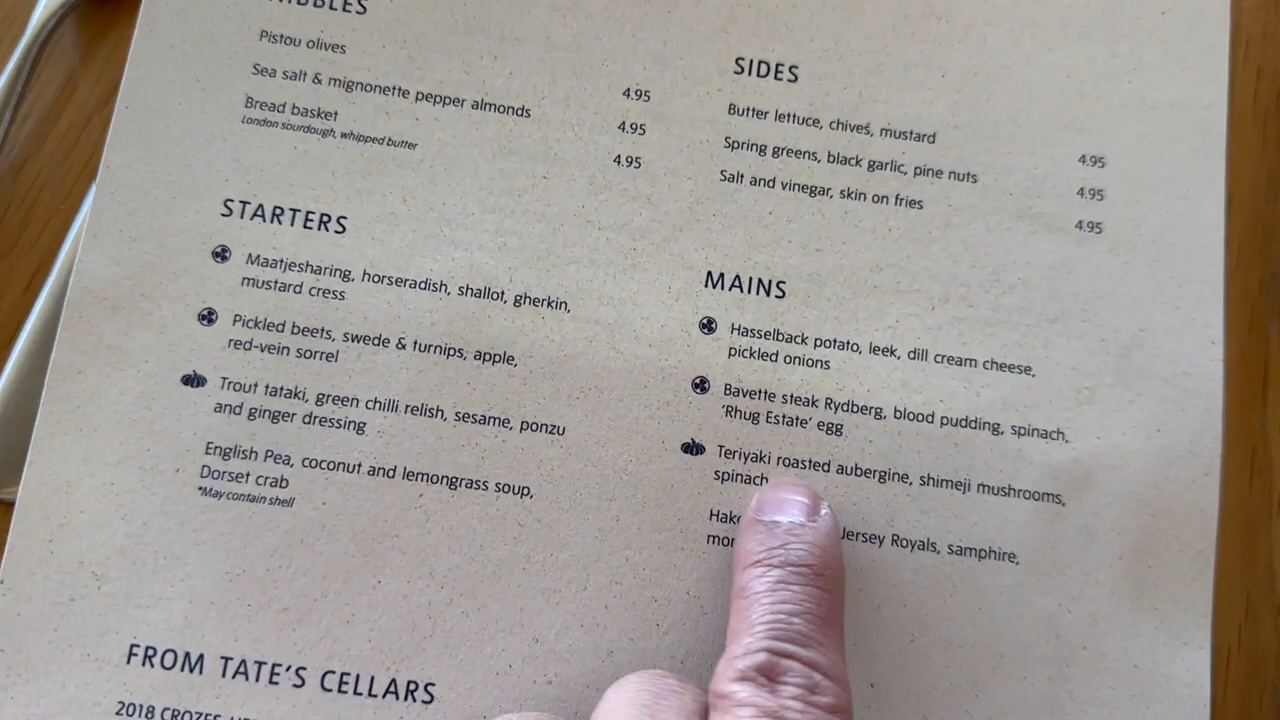 NIBBLES
Pistou olives
4.95
Sea salt & mignonette pepper almonds
4.95
Bread basket
4.95
London sourdough, whipped butter
STARTERS
Maatjesharing, horseradish, shallot, gherkin,
mustard cress
Pickled beets, swede & turnips, apple,
red-vein sorrel
Trout tataki, green chilli relish, sesame, ponzu
and ginger dressing
English Pea, coconut and lemongrass soup,
Dorset crab
*May contain shell
SIDES
Butter lettuce, chives, mustard
4.95
Spring greens, black garlic, pine nuts
4.95
Salt and vinegar, skin on fries
4.95
MAINS
Hasselback potato, leek, dill cream cheese,
pickled onions
Bavette steak Rydberg, blood pudding, spinach,
‘Rhug Estate’ egg
Teriyaki roasted aubergine, shimeji mushrooms,
spinach
Jersey Royals, samphire,
FROM TATE’S CELLARS
2018